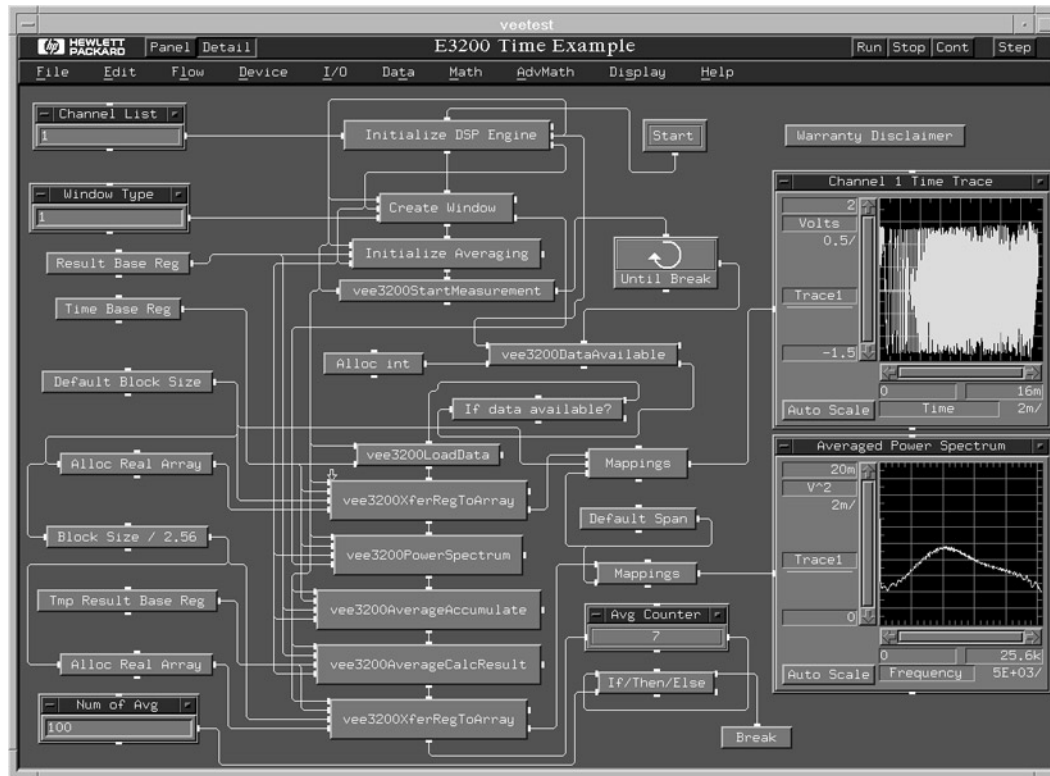 veetest
hp HEWLETT PACKARD Panel Detail E3200 Time Example Run Stop Cont Step
File Edit Flow Device I/O Data Math AdvMath Display Help
Channel List
1
Initialize DSP Engine
Start
Warranty Disclaimer
Window Type
1
Create Window
Result Base Reg
Initialize Averaging
Until Break
Time Base Reg
vee3200StartMeasurement
Alloc int
vee3200DataAvailable
Default Block Size
If data available?
Alloc Real Array
vee3200LoadData
Mappings
vee3200XferRegToArray
Default Span
Block Size / 2.56
vee3200PowerSpectrum
Mappings
Tmp Result Base Reg
vee3200AverageAccumulate
Avg Counter
7
Alloc Real Array
vee3200AverageCalcResult
If/Then/Else
Num of Avg
100
vee3200XferRegToArray
Break
Channel 1 Time Trace
2
Volts
0.5/
Trace1
-1.5
0 16m
Auto Scale Time 2m/
Averaged Power Spectrum
20m
V^2
2m/
Trace1
0
0 25.6k
Auto Scale Frequency 5E+03/